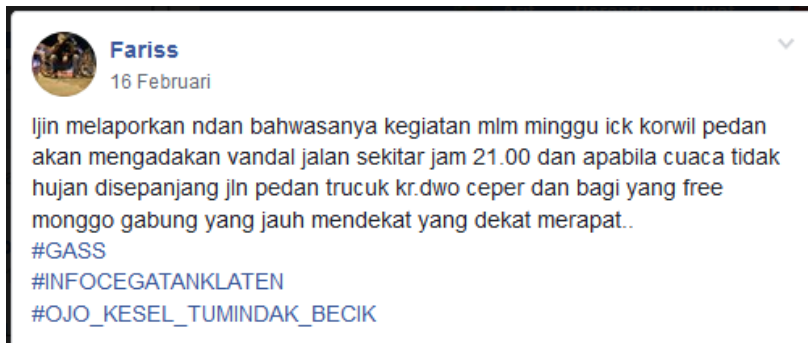 Fariss
16 Februari
Ijin melaporkan ndan bahwasanya kegiatan mlm minggu ick korwil pedan
akan mengadakan vandal jalan sekitar jam 21.00 dan apabila cuaca tidak
hujan disepanjang jln pedan trucuk kr.dwo ceper dan bagi yang free
monggo gabung yang jauh mendekat yang dekat merapat..
#GASS
#INFOCEGATANKLATEN
#OJO_KESEL_TUMINDAK_BECIK